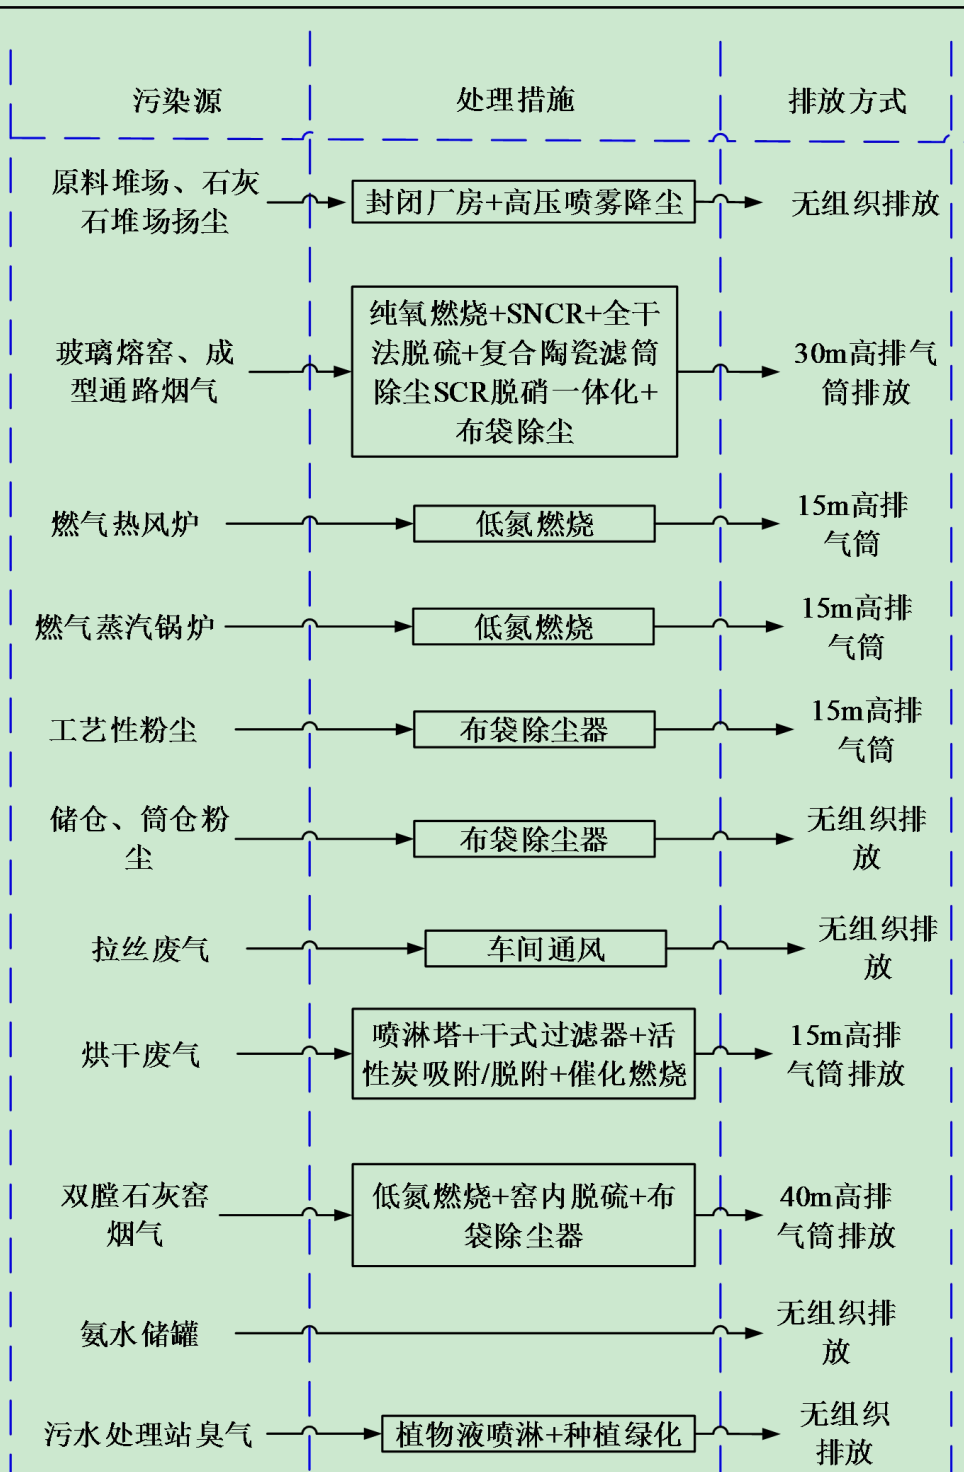 污染源
处理措施
排放方式
原料堆场、石灰
石堆场扬尘
封闭厂房+高压喷雾降尘
无组织排放
玻璃熔窑、成
型通路烟气
纯氧燃烧+SNCR+全干
法脱硫+复合陶瓷滤筒
除尘SCR脱硝一体化+
布袋除尘
30m高排气
筒排放
燃气热风炉
低氮燃烧
15m高排
气筒
燃气蒸汽锅炉
低氮燃烧
15m高排
气筒
工艺性粉尘
布袋除尘器
15m高排
气筒
储仓、筒仓粉
尘
布袋除尘器
无组织排
放
拉丝废气
车间通风
无组织排
放
烘干废气
喷淋塔+干式过滤器+活
性炭吸附/脱附+催化燃烧
15m高排
气筒排放
双膛石灰窑
烟气
低氮燃烧+窑内脱硫+布
袋除尘器
40m高排
气筒排放
氨水储罐
无组织排
放
污水处理站臭气
植物液喷淋+种植绿化
无组织
排放